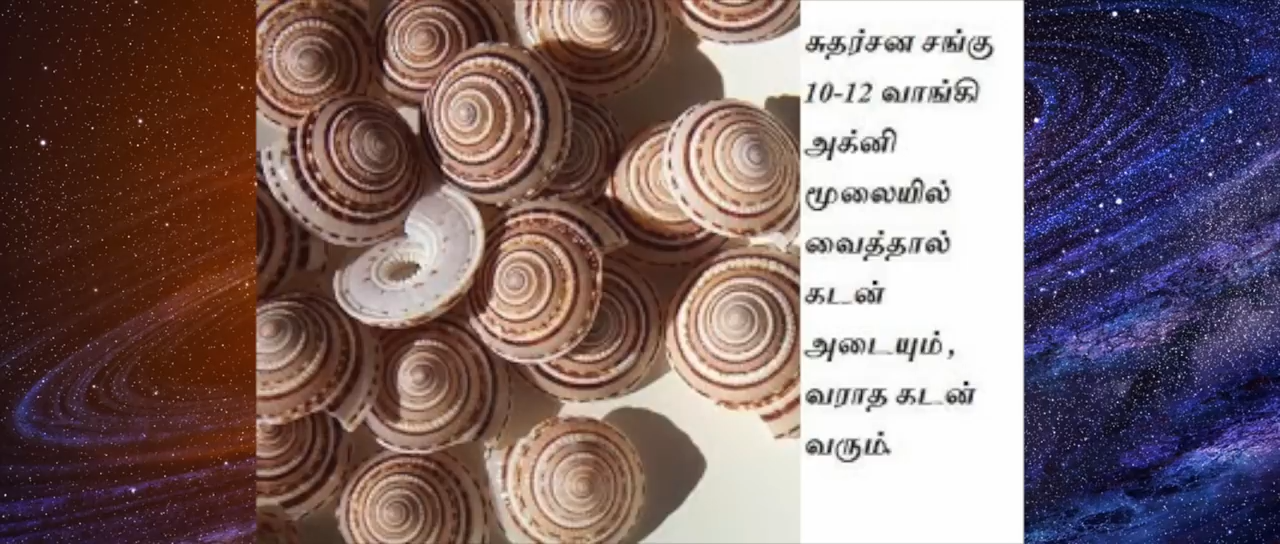 சுதர்சன சங்கு
10-12 வாங்கி
அக்னி
மூலையில்
வைத்தால்
கடன்
அடையும்,
வராத கடன்
வரும்.